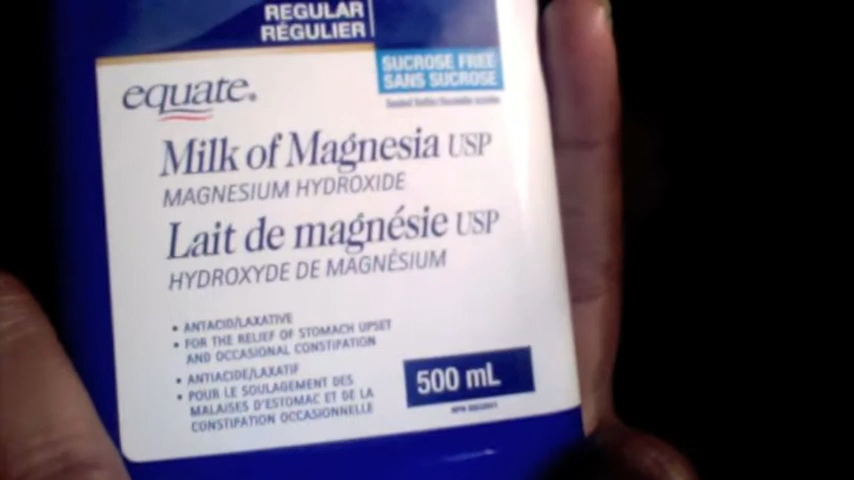 REGULAR
RÉGULIER
SUCROSE FREE
SANS SUCROSE
equate.
Milk of Magnesia USP
MAGNESIUM HYDROXIDE
Lait de magnésie USP
HYDROXYDE DE MAGNÉSIUM
• ANTACID/LAXATIVE
• FOR THE RELIEF OF STOMACH UPSET
AND OCCASIONAL CONSTIPATION
• ANTIACIDE/LAXATIF
• POUR LE SOULAGEMENT DES
MALAISES D'ESTOMAC ET DE LA
CONSTIPATION OCCASIONNELLE
500 mL